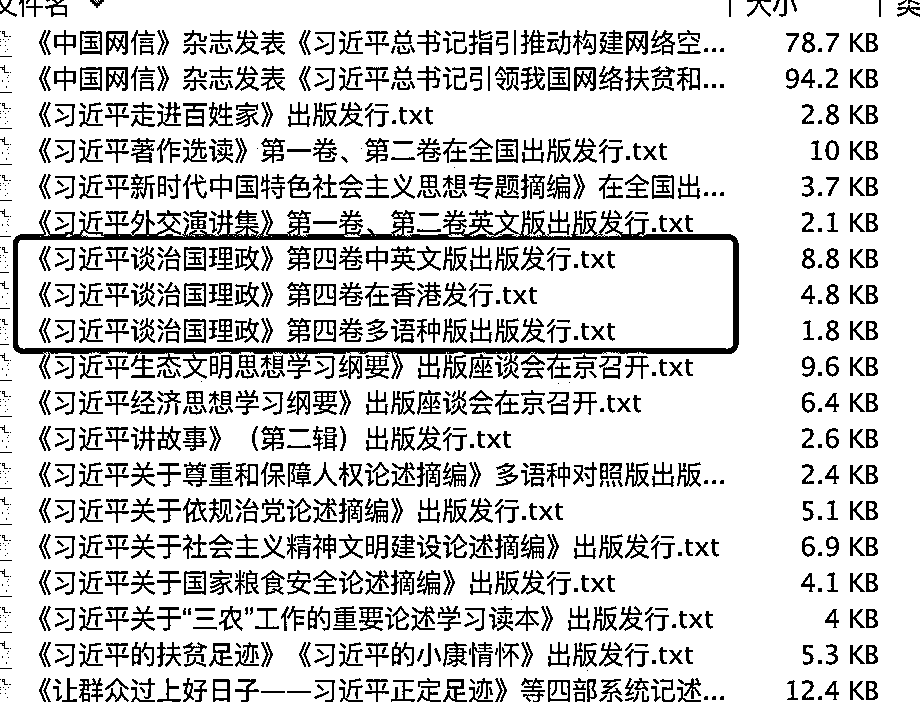 文件名 大小 类
《中国网信》杂志发表《习近平总书记指引推动构建网络空... 78.7 KB
《中国网信》杂志发表《习近平总书记引领我国网络扶贫和... 94.2 KB
《习近平走进百姓家》出版发行.txt 2.8 KB
《习近平著作选读》第一卷、第二卷在全国出版发行.txt 10 KB
《习近平新时代中国特色社会主义思想专题摘编》在全国出... 3.7 KB
《习近平外交演讲集》第一卷、第二卷英文版出版发行.txt 2.1 KB
《习近平谈治国理政》第四卷中英文版出版发行.txt 8.8 KB
《习近平谈治国理政》第四卷在香港发行.txt 4.8 KB
《习近平谈治国理政》第四卷多语种版出版发行.txt 1.8 KB
《习近平生态文明思想学习纲要》出版座谈会在京召开.txt 9.6 KB
《习近平经济思想学习纲要》出版座谈会在京召开.txt 6.4 KB
《习近平讲故事》（第二辑）出版发行.txt 2.6 KB
《习近平关于尊重和保障人权论述摘编》多语种对照版出版... 2.4 KB
《习近平关于依规治党论述摘编》出版发行.txt 5.1 KB
《习近平关于社会主义精神文明建设论述摘编》出版发行.txt 6.9 KB
《习近平关于国家粮食安全论述摘编》出版发行.txt 4.1 KB
《习近平关于“三农”工作的重要论述学习读本》出版发行.txt 4 KB
《习近平的扶贫足迹》《习近平的小康情怀》出版发行.txt 5.3 KB
《让群众过上好日子——习近平正定足迹》等四部系统记述... 12.4 KB